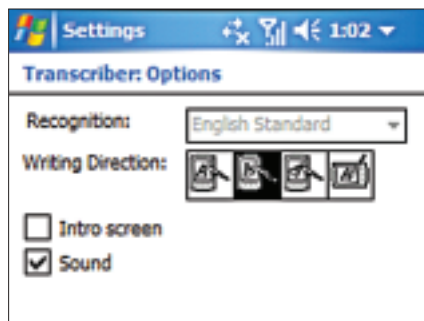 Settings 1:02
Transcriber: Options
Recognition: English Standard
Writing Direction:
Intro screen
Sound